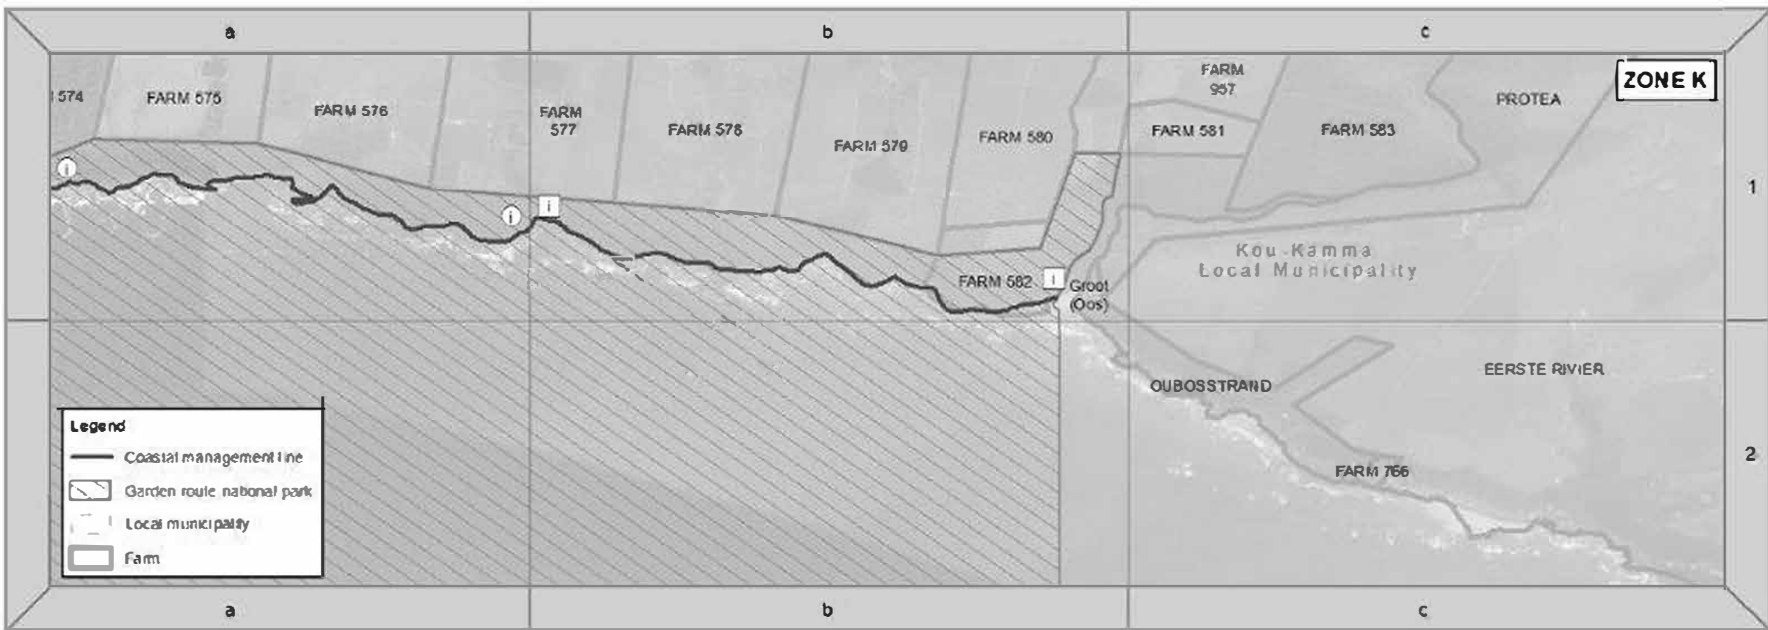 a
b
c
ZONE K
574
FARM 575
FARM 576
FARM
577
FARM 578
FARM 579
FARM 580
FARM
957
FARM 581
FARM 583
PROTEA
1
i
i
i
Kou-Kamma
Local Municipality
FARM 582
i
Groot
(Oos)
OUBOSSTRAND
EERSTE RIVIER
FARM 766
2
Legend
Coastal management line
Garden route national park
Local municipality
Farm
a
b
c